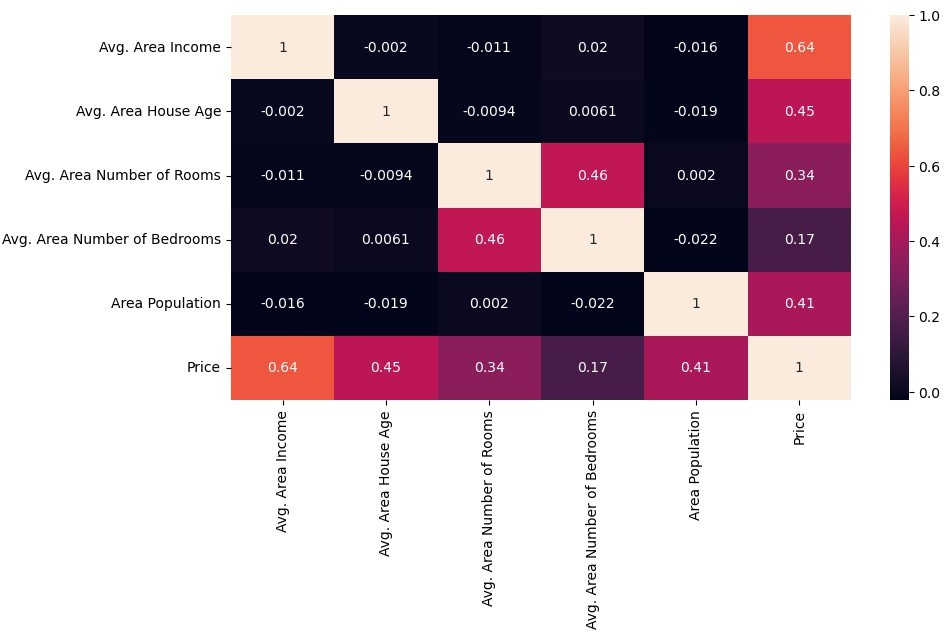 Avg. Area Income 1 -0.002 -0.011 0.02 -0.016 0.64
Avg. Area House Age -0.002 1 -0.0094 0.0061 -0.019 0.45
Avg. Area Number of Rooms -0.011 -0.0094 1 0.46 0.002 0.34
Avg. Area Number of Bedrooms 0.02 0.0061 0.46 1 -0.022 0.17
Area Population -0.016 -0.019 0.002 -0.022 1 0.41
Price 0.64 0.45 0.34 0.17 0.41 1
Avg. Area Income
Avg. Area House Age
Avg. Area Number of Rooms
Avg. Area Number of Bedrooms
Area Population
Price
1.0
0.8
0.6
0.4
0.2
0.0